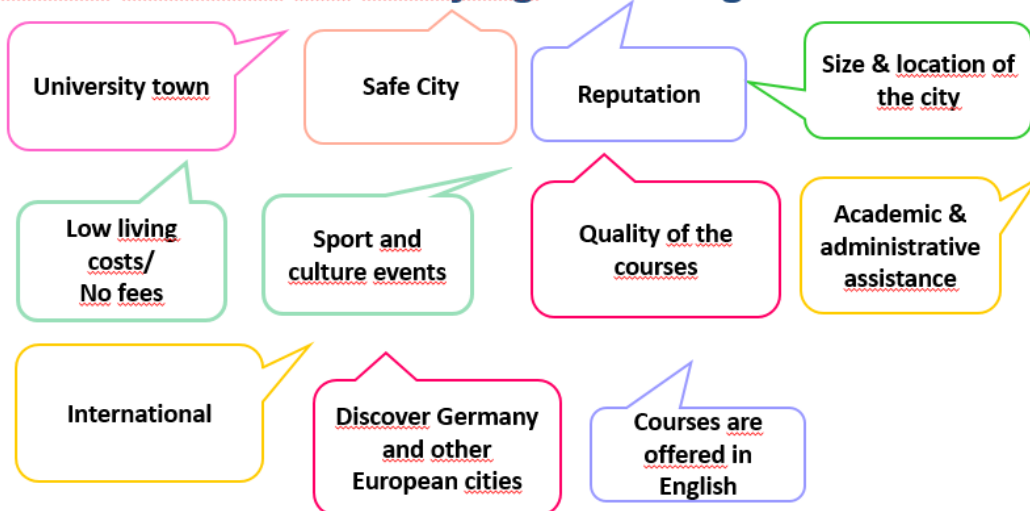 University town
Safe City
Reputation
Size & location of
the city
Low living
costs/
No fees
Sport and
culture events
Quality of the
courses
Academic &
administrative
assistance
International
Discover Germany
and other
European cities
Courses are
offered in
English